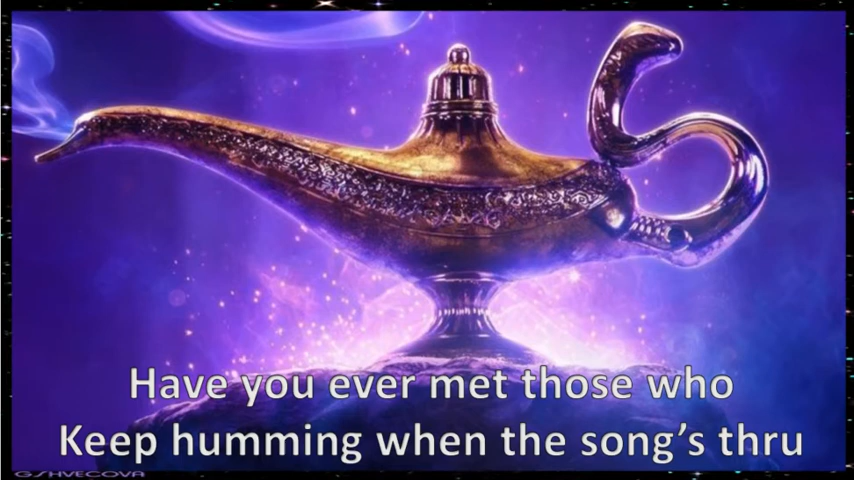 Have you ever met those who
Keep humming when the song’s thru
GSHVECOVA